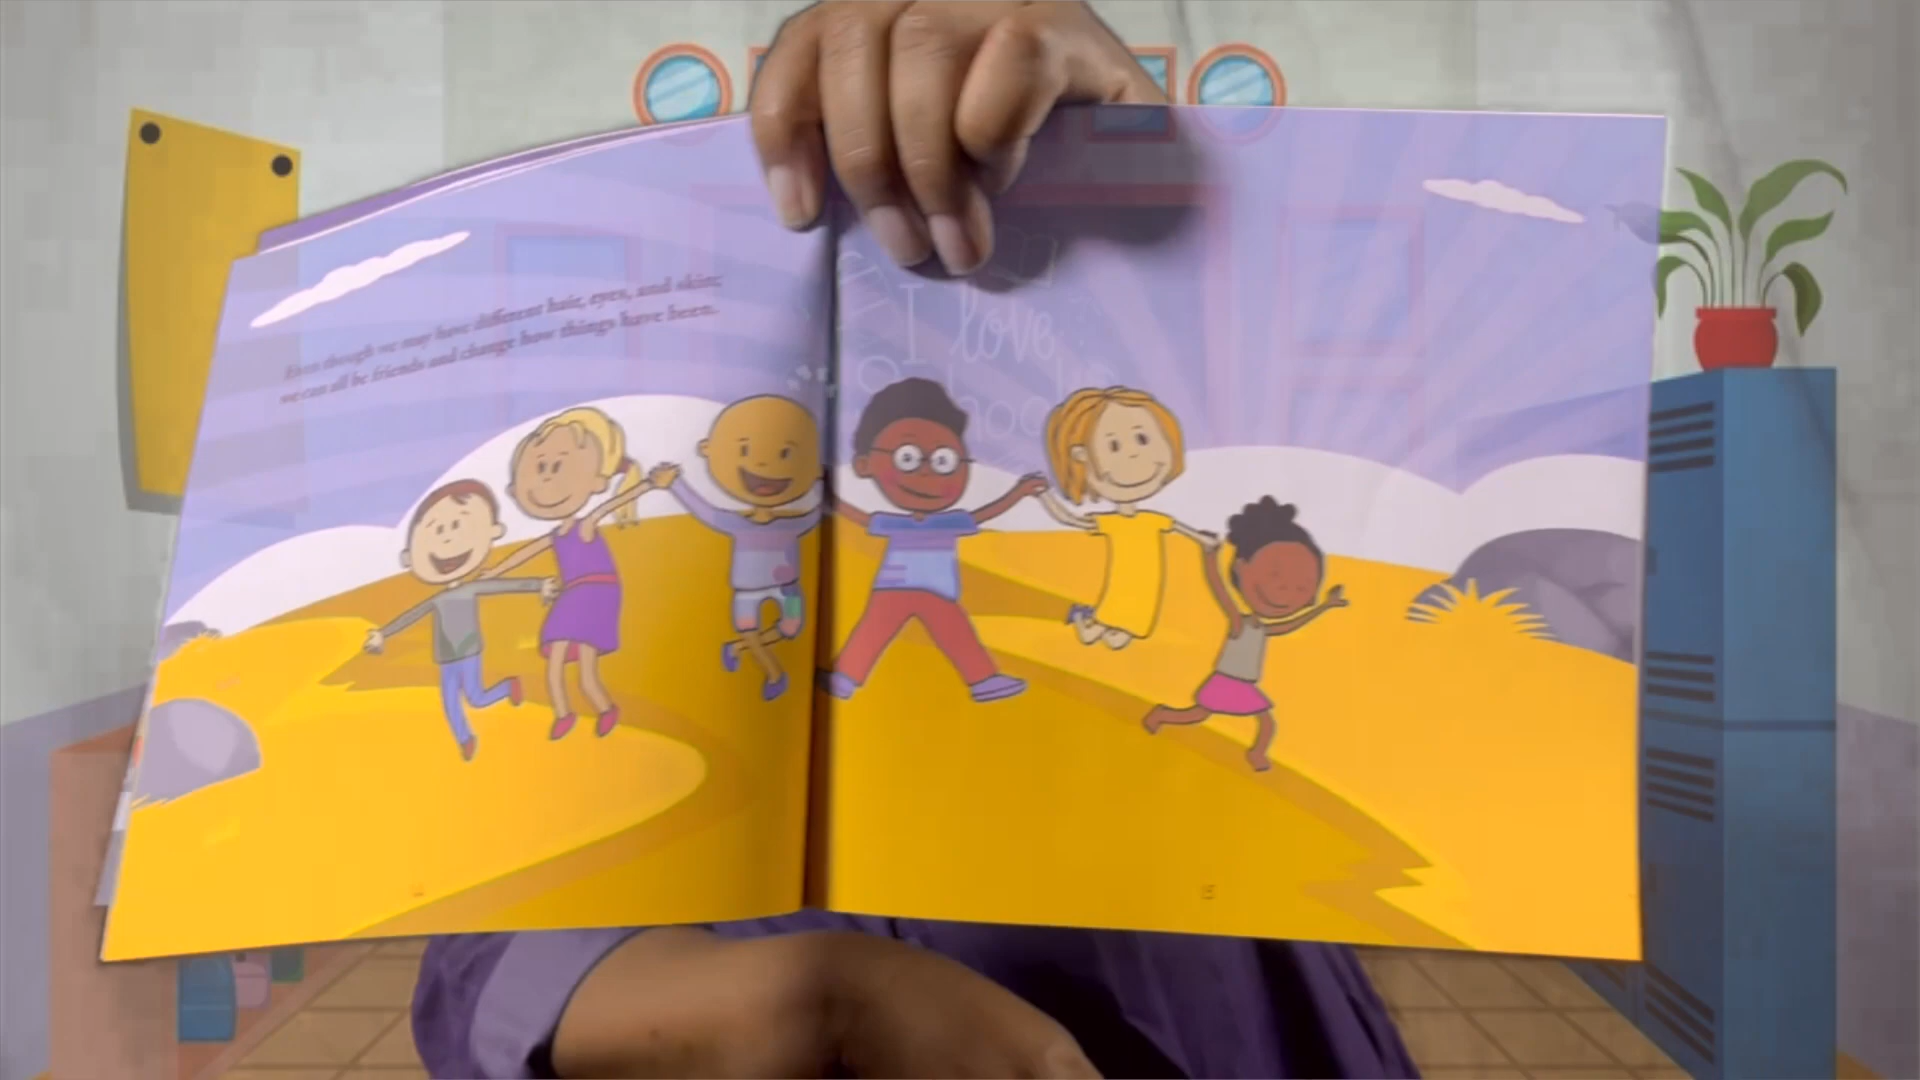 Even though we may have different hair, eyes, and skin;
we can all be friends and change how things have been.
I love